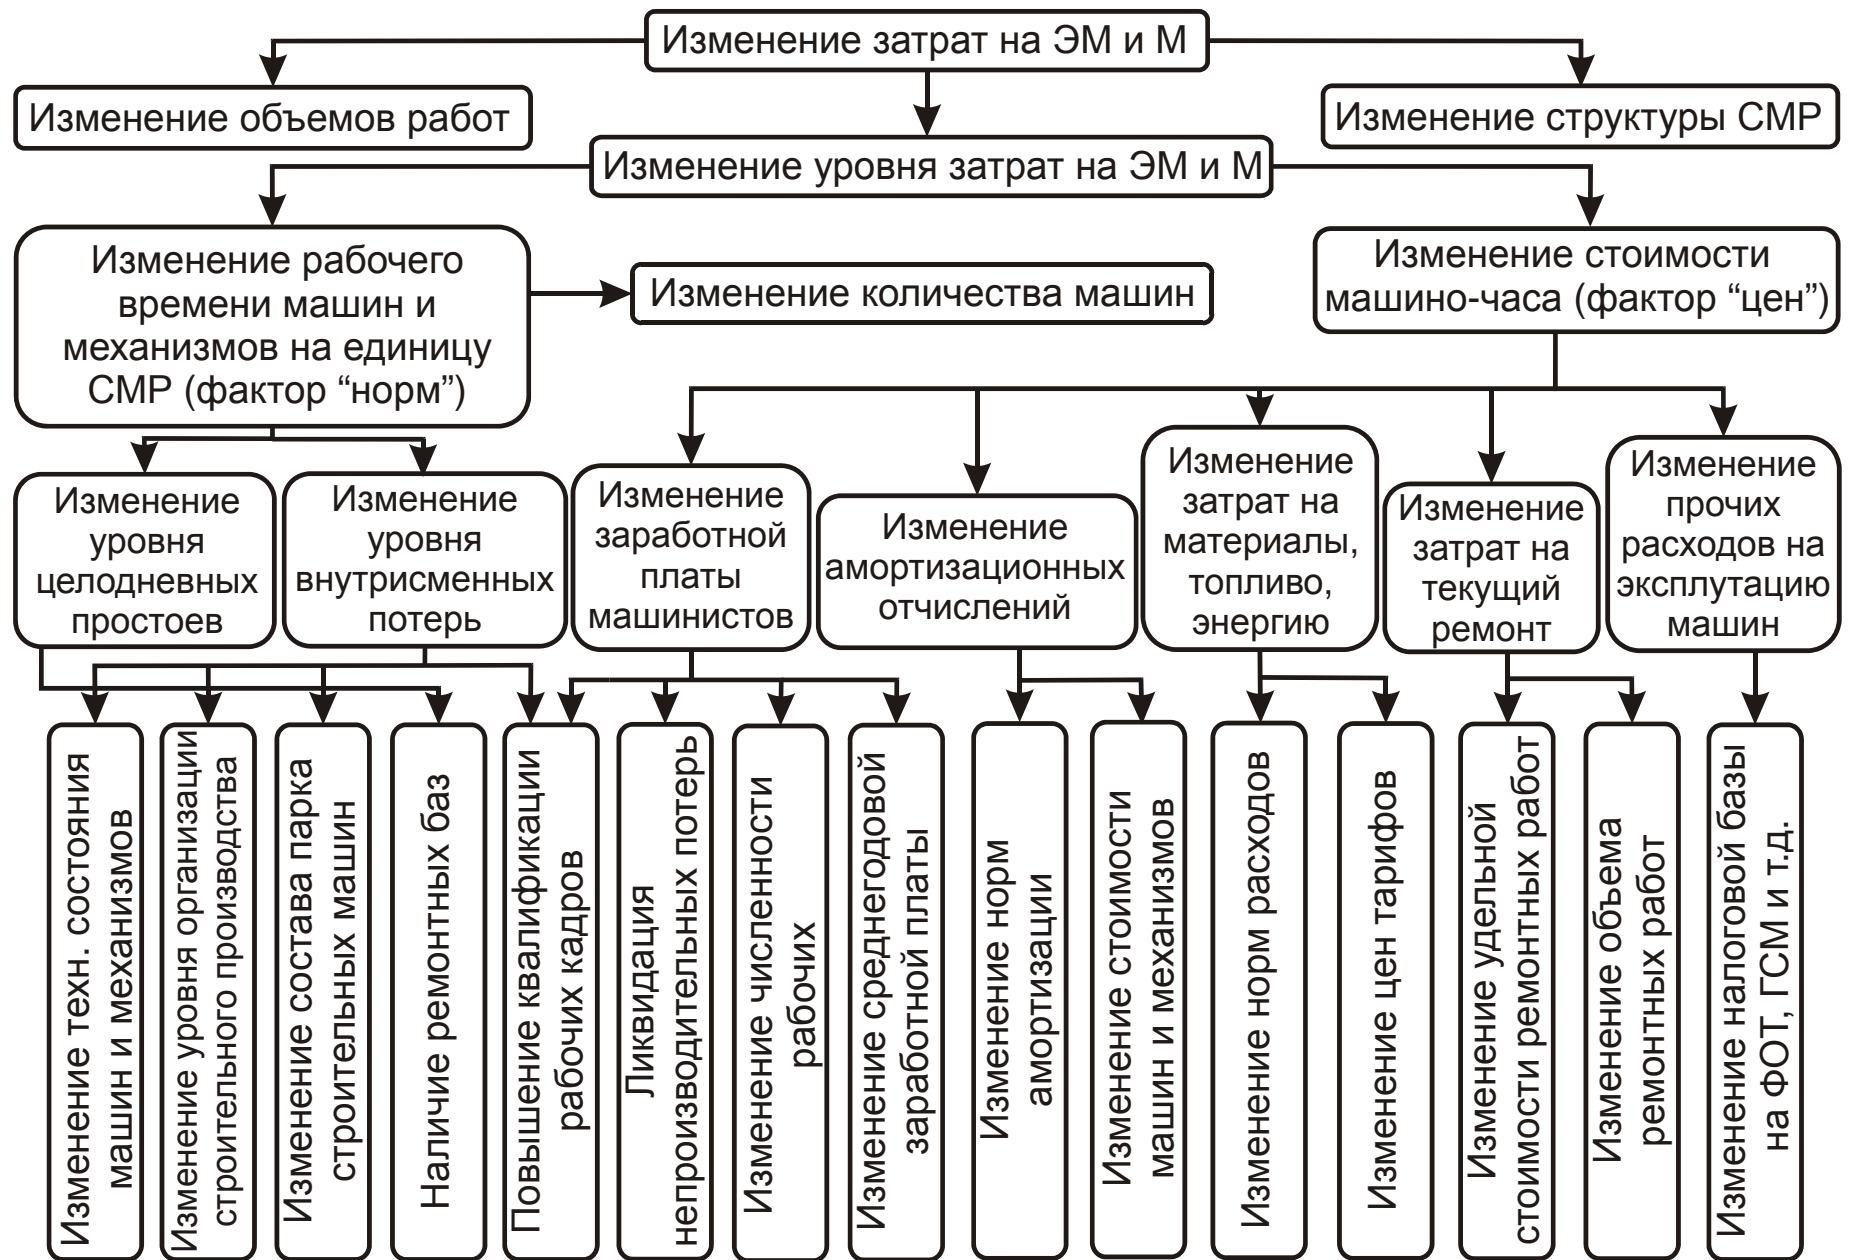 Изменение затрат на ЭМ и М
Изменение объемов работ
Изменение структуры СМР
Изменение уровня затрат на ЭМ и М
Изменение рабочего
времени машин и
механизмов на единицу
СМР (фактор “норм”)
Изменение количества машин
Изменение стоимости
машино-часа (фактор “цен”)
Изменение
уровня
целодневных
простоев
Изменение
уровня
внутрисменных
потерь
Изменение
заработной
платы
машинистов
Изменение
амортизационных
отчислений
Изменение
затрат на
материалы,
топливо,
энергию
Изменение
затрат на
текущий
ремонт
Изменение
прочих
расходов на
эксплутацию
машин
Изменение техн. состояния
машин и механизмов
Изменение уровня организации
строительного производства
Изменение состава парка
строительных машин
Наличие ремонтных баз
Повышение квалификации
рабочих кадров
Ликвидация
непроизводительных потерь
Изменение численности
рабочих
Изменение среднегодовой
заработной платы
Изменение норм
амортизации
Изменение стоимости
машин и механизмов
Изменение норм расходов
Изменение цен тарифов
Изменение удельной
стоимости ремонтных работ
Изменение объема
ремонтных работ
Изменение налоговой базы
на ФОТ, ГСМ и т.д.